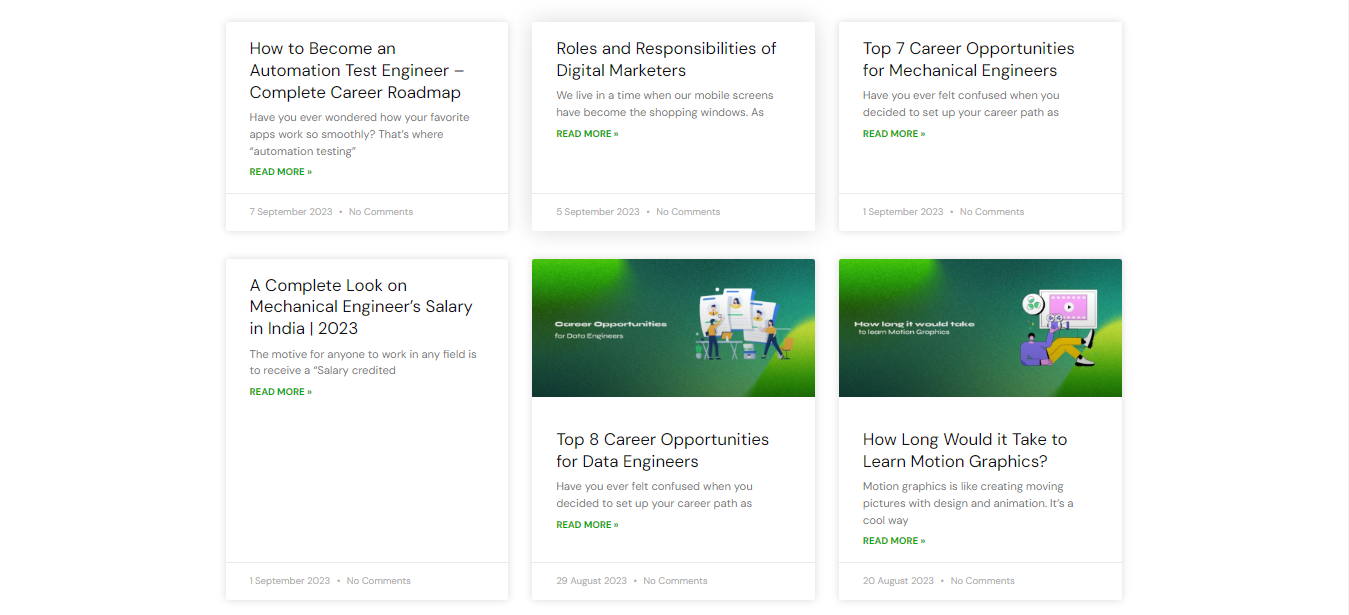 How to Become an
Automation Test Engineer –
Complete Career Roadmap
Have you ever wondered how your favorite
apps work so smoothly? That's where
“automation testing”
READ MORE »
7 September 2023 • No Comments
Roles and Responsibilities of
Digital Marketers
We live in a time when our mobile screens
have become the shopping windows. As
READ MORE »
5 September 2023 • No Comments
Top 7 Career Opportunities
for Mechanical Engineers
Have you ever felt confused when you
decided to set up your career path as
READ MORE »
1 September 2023 • No Comments
A Complete Look on
Mechanical Engineer's Salary
in India | 2023
The motive for anyone to work in any field is
to receive a “Salary credited
READ MORE »
1 September 2023 • No Comments
Career Opportunities
for Data Engineers
Top 8 Career Opportunities
for Data Engineers
Have you ever felt confused when you
decided to set up your career path as
READ MORE »
29 August 2023 • No Comments
How long it would take
to learn Motion Graphics
How Long Would it Take to
Learn Motion Graphics?
Motion graphics is like creating moving
pictures with design and animation. It's a
cool way
READ MORE »
20 August 2023 • No Comments